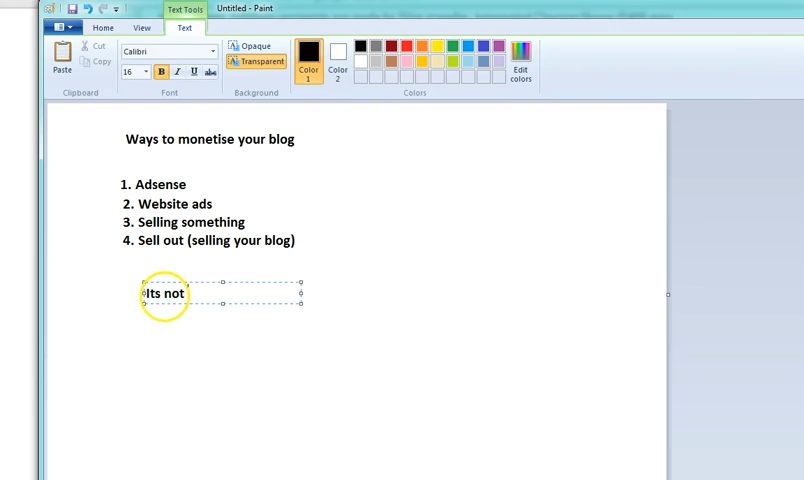 Text Tools
Untitled - Paint
Home View Text
Paste
Cut
Copy
Clipboard
Calibri
16 B I U abc
Font
Opaque
Transparent
Background
Color 1
Color 2
Edit colors
Colors
Ways to monetise your blog
1. Adsense
2. Website ads
3. Selling something
4. Sell out (selling your blog)
Its not